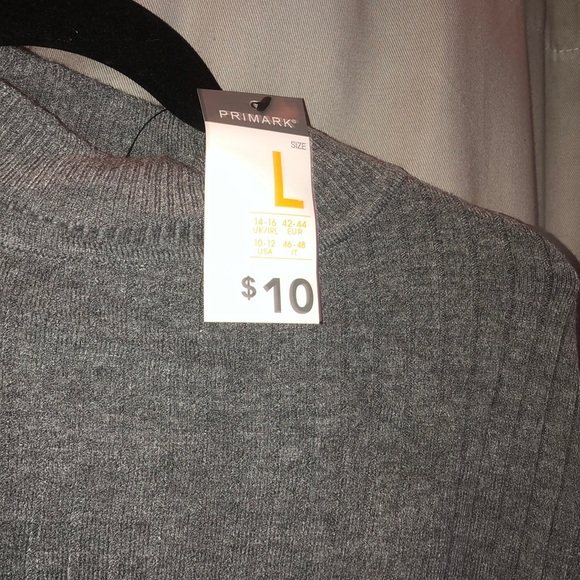 PRIMARK®
SIZE
L
14-16 42-44
UK/IRL EUR
10-12 46-48
USA IT
$10